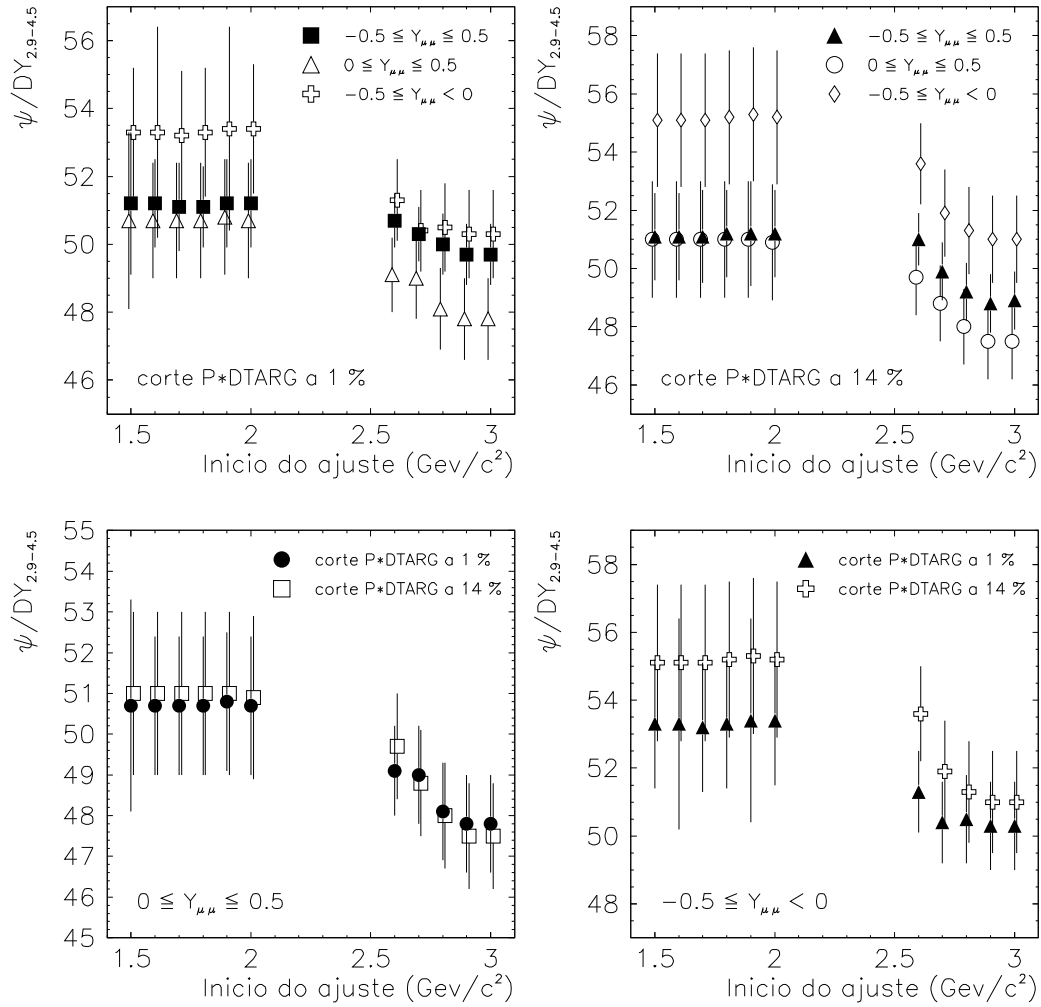 ψ/DY2.9−4.5
56
54
52
50
48
46
−0.5 ≦ Yμμ ≦ 0.5
0 ≦ Yμμ ≦ 0.5
−0.5 ≦ Yμμ < 0
corte P*DTARG a 1 %
1.5 2 2.5 3
Inicio do ajuste (Gev/c²)
ψ/DY2.9−4.5
58
56
54
52
50
48
46
−0.5 ≦ Yμμ ≦ 0.5
0 ≦ Yμμ ≦ 0.5
−0.5 ≦ Yμμ < 0
corte P*DTARG a 14 %
1.5 2 2.5 3
Inicio do ajuste (Gev/c²)
ψ/DY2.9−4.5
55
54
53
52
51
50
49
48
47
46
45
corte P*DTARG a 1 %
corte P*DTARG a 14 %
0 ≦ Yμμ ≦ 0.5
1.5 2 2.5 3
Inicio do ajuste (Gev/c²)
ψ/DY2.9−4.5
58
56
54
52
50
48
corte P*DTARG a 1 %
corte P*DTARG a 14 %
−0.5 ≦ Yμμ < 0
1.5 2 2.5 3
Inicio do ajuste (Gev/c²)